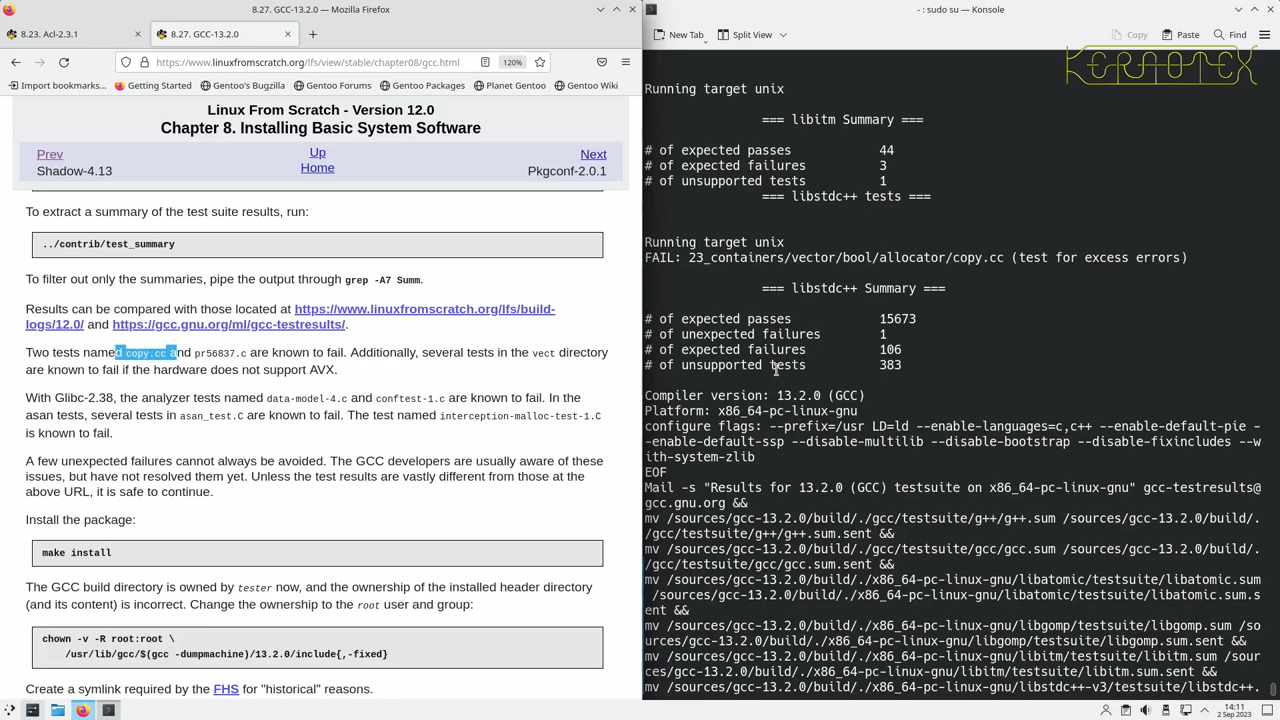 8.27. GCC-13.2.0 — Mozilla Firefox
8.23. Acl-2.3.1
8.27. GCC-13.2.0
https://www.linuxfromscratch.org/lfs/view/stable/chapter08/gcc.html
120%
Import bookmarks...
Getting Started
Gentoo's Bugzilla
Gentoo Forums
Gentoo Packages
Planet Gentoo
Gentoo Wiki
Linux From Scratch - Version 12.0
Chapter 8. Installing Basic System Software
Prev
Up
Next
Shadow-4.13
Home
Pkgconf-2.0.1
To extract a summary of the test suite results, run:
../contrib/test_summary
To filter out only the summaries, pipe the output through grep -A7 Summ.
Results can be compared with those located at https://www.linuxfromscratch.org/lfs/build-
logs/12.0/ and https://gcc.gnu.org/ml/gcc-testresults/.
Two tests named copy.cc and pr56837.c are known to fail. Additionally, several tests in the vect directory
are known to fail if the hardware does not support AVX.
With Glibc-2.38, the analyzer tests named data-model-4.c and conftest-1.c are known to fail. In the
asan tests, several tests in asan_test.C are known to fail. The test named interception-malloc-test-1.C
is known to fail.
A few unexpected failures cannot always be avoided. The GCC developers are usually aware of these
issues, but have not resolved them yet. Unless the test results are vastly different from those at the
above URL, it is safe to continue.
Install the package:
make install
The GCC build directory is owned by tester now, and the ownership of the installed header directory
(and its content) is incorrect. Change the ownership to the root user and group:
chown -v -R root:root \
/usr/lib/gcc/$(gcc -dumpmachine)/13.2.0/include{,-fixed}
Create a symlink required by the FHS for "historical" reasons.
- : sudo su — Konsole
New Tab
Split View
Copy
Paste
Find
KERNOTEX
Running target unix
=== libitm Summary ===
# of expected passes 44
# of expected failures 3
# of unsupported tests 1
=== libstdc++ tests ===
Running target unix
FAIL: 23_containers/vector/bool/allocator/copy.cc (test for excess errors)
=== libstdc++ Summary ===
# of expected passes 15673
# of unexpected failures 1
# of expected failures 106
# of unsupported tests 383
Compiler version: 13.2.0 (GCC)
Platform: x86_64-pc-linux-gnu
configure flags: --prefix=/usr LD=ld --enable-languages=c,c++ --enable-default-pie -
-enable-default-ssp --disable-multilib --disable-bootstrap --disable-fixincludes --w
ith-system-zlib
EOF
Mail -s "Results for 13.2.0 (GCC) testsuite on x86_64-pc-linux-gnu" gcc-testresults@
gcc.gnu.org &&
mv /sources/gcc-13.2.0/build/./gcc/testsuite/g++/g++.sum /sources/gcc-13.2.0/build/.
/gcc/testsuite/g++/g++.sum.sent &&
mv /sources/gcc-13.2.0/build/./gcc/testsuite/gcc/gcc.sum /sources/gcc-13.2.0/build/.
/gcc/testsuite/gcc/gcc.sum.sent &&
mv /sources/gcc-13.2.0/build/./x86_64-pc-linux-gnu/libatomic/testsuite/libatomic.sum
/sources/gcc-13.2.0/build/./x86_64-pc-linux-gnu/libatomic/testsuite/libatomic.sum.s
ent &&
mv /sources/gcc-13.2.0/build/./x86_64-pc-linux-gnu/libgomp/testsuite/libgomp.sum /so
urces/gcc-13.2.0/build/./x86_64-pc-linux-gnu/libgomp/testsuite/libgomp.sum.sent &&
mv /sources/gcc-13.2.0/build/./x86_64-pc-linux-gnu/libitm/testsuite/libitm.sum /sour
ces/gcc-13.2.0/build/./x86_64-pc-linux-gnu/libitm/testsuite/libitm.sum.sent &&
mv /sources/gcc-13.2.0/build/./x86_64-pc-linux-gnu/libstdc++-v3/testsuite/libstdc++.
14:11
2 Sep 2023